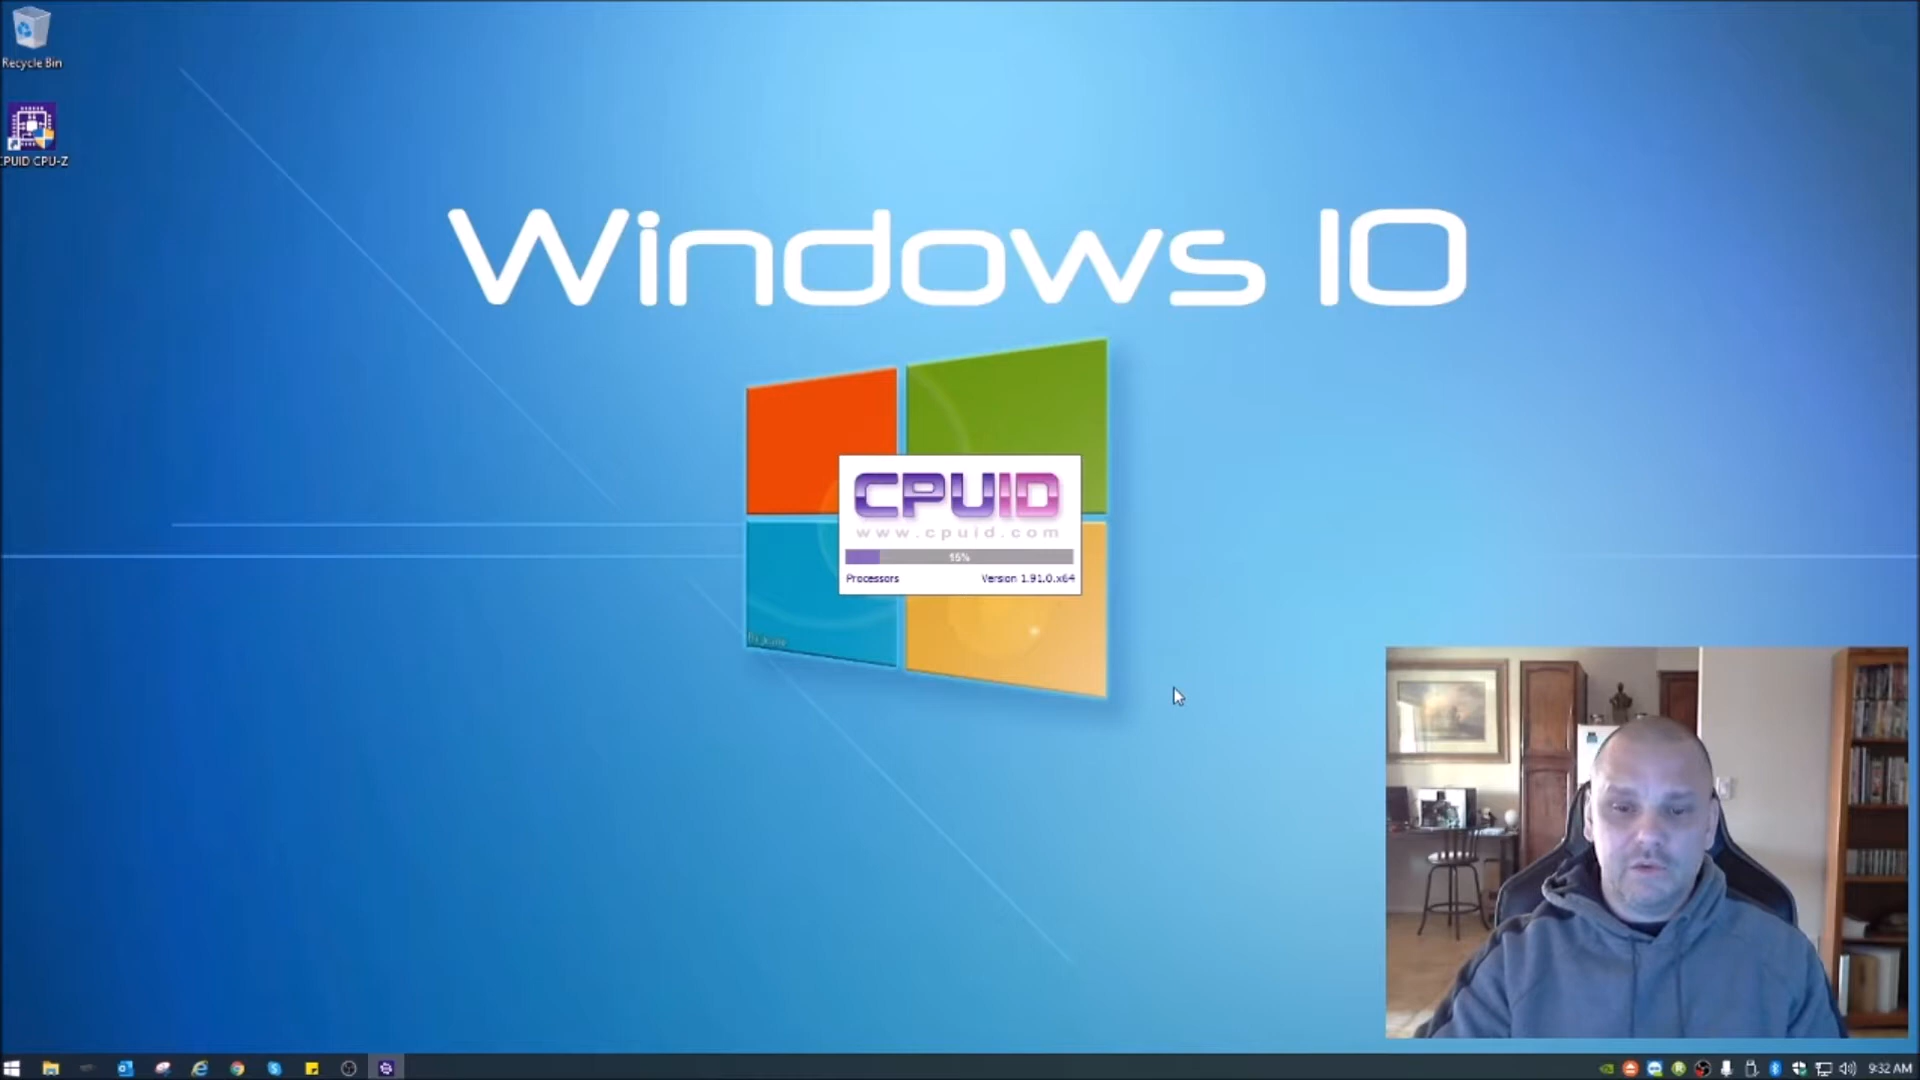 Recycle Bin
CPUID CPU-Z
Windows 10
CPUID
www.cpuid.com
15%
Processors Version 1.91.0.x64
9:32 AM